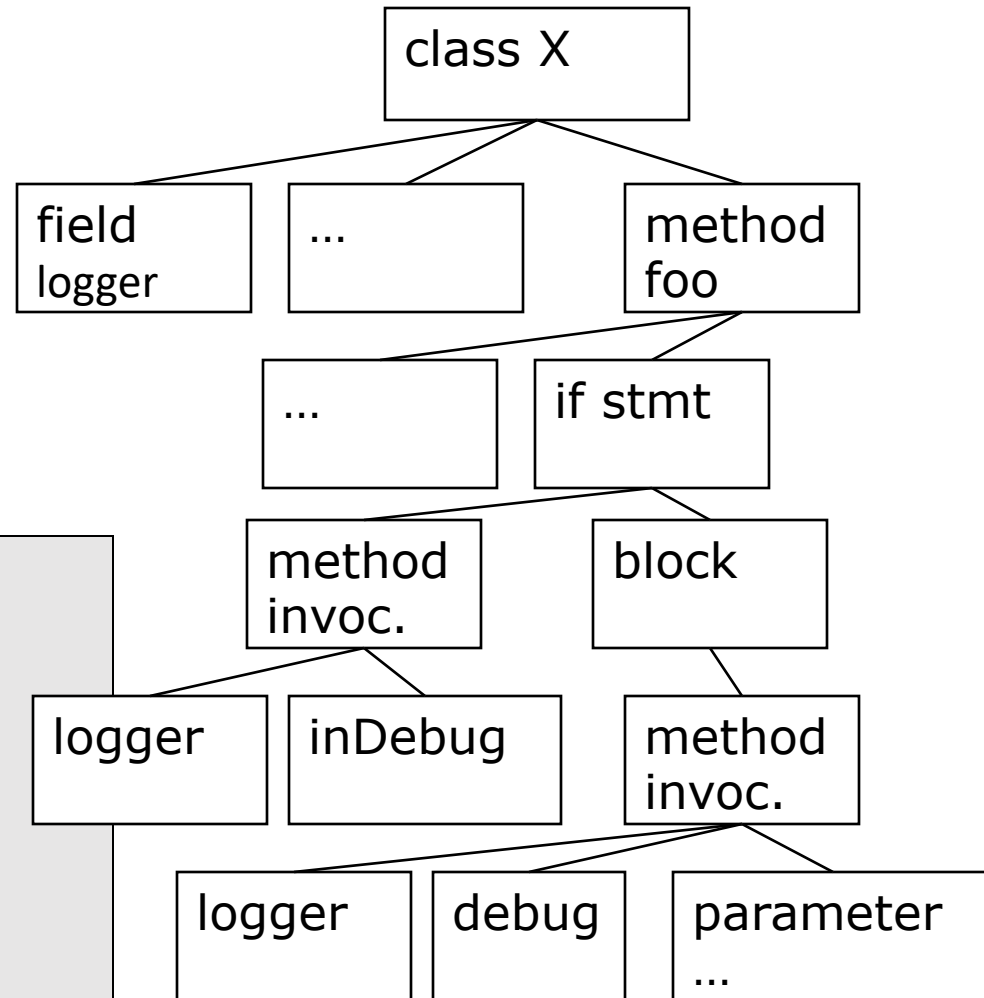 class X
field
logger
...
method
foo
...
if stmt
method
invoc.
block
logger
inDebug
method
invoc.
logger
debug
parameter
...